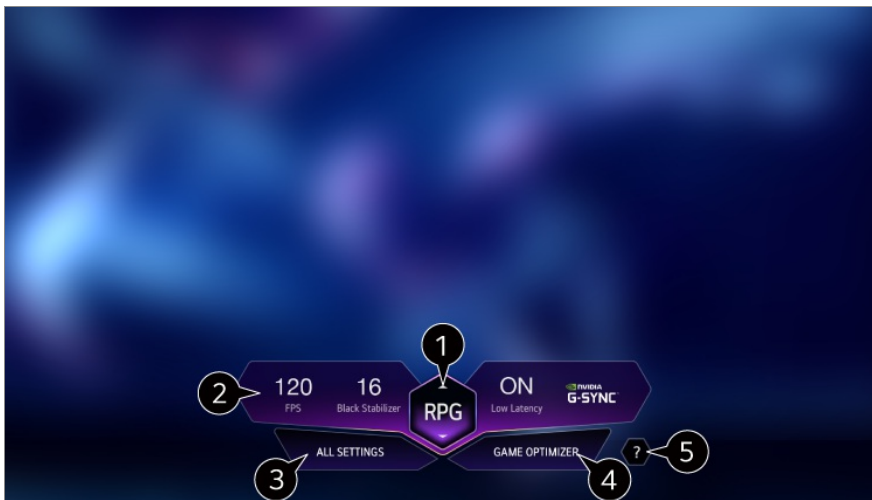 1
2
120
FPS
16
Black Stabilizer
RPG
ON
Low Latency
NVIDIA
G-SYNC
3
ALL SETTINGS
GAME OPTIMIZER
4
?
5